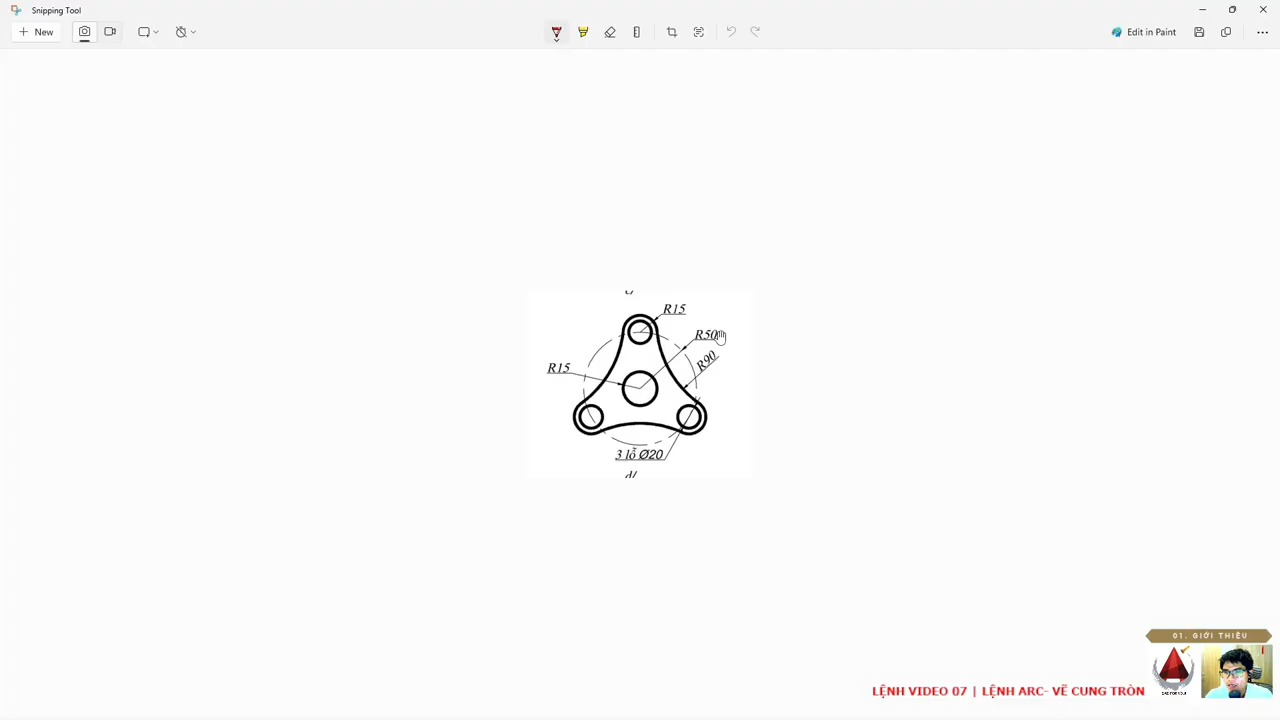 Snipping Tool
New
Edit in Paint
R15
R50
R90
R15
3 lỗ Ø20
d/
01. GIỚI THIỆU
LỆNH VIDEO 07 | LỆNH ARC- VẼ CUNG TRÒN